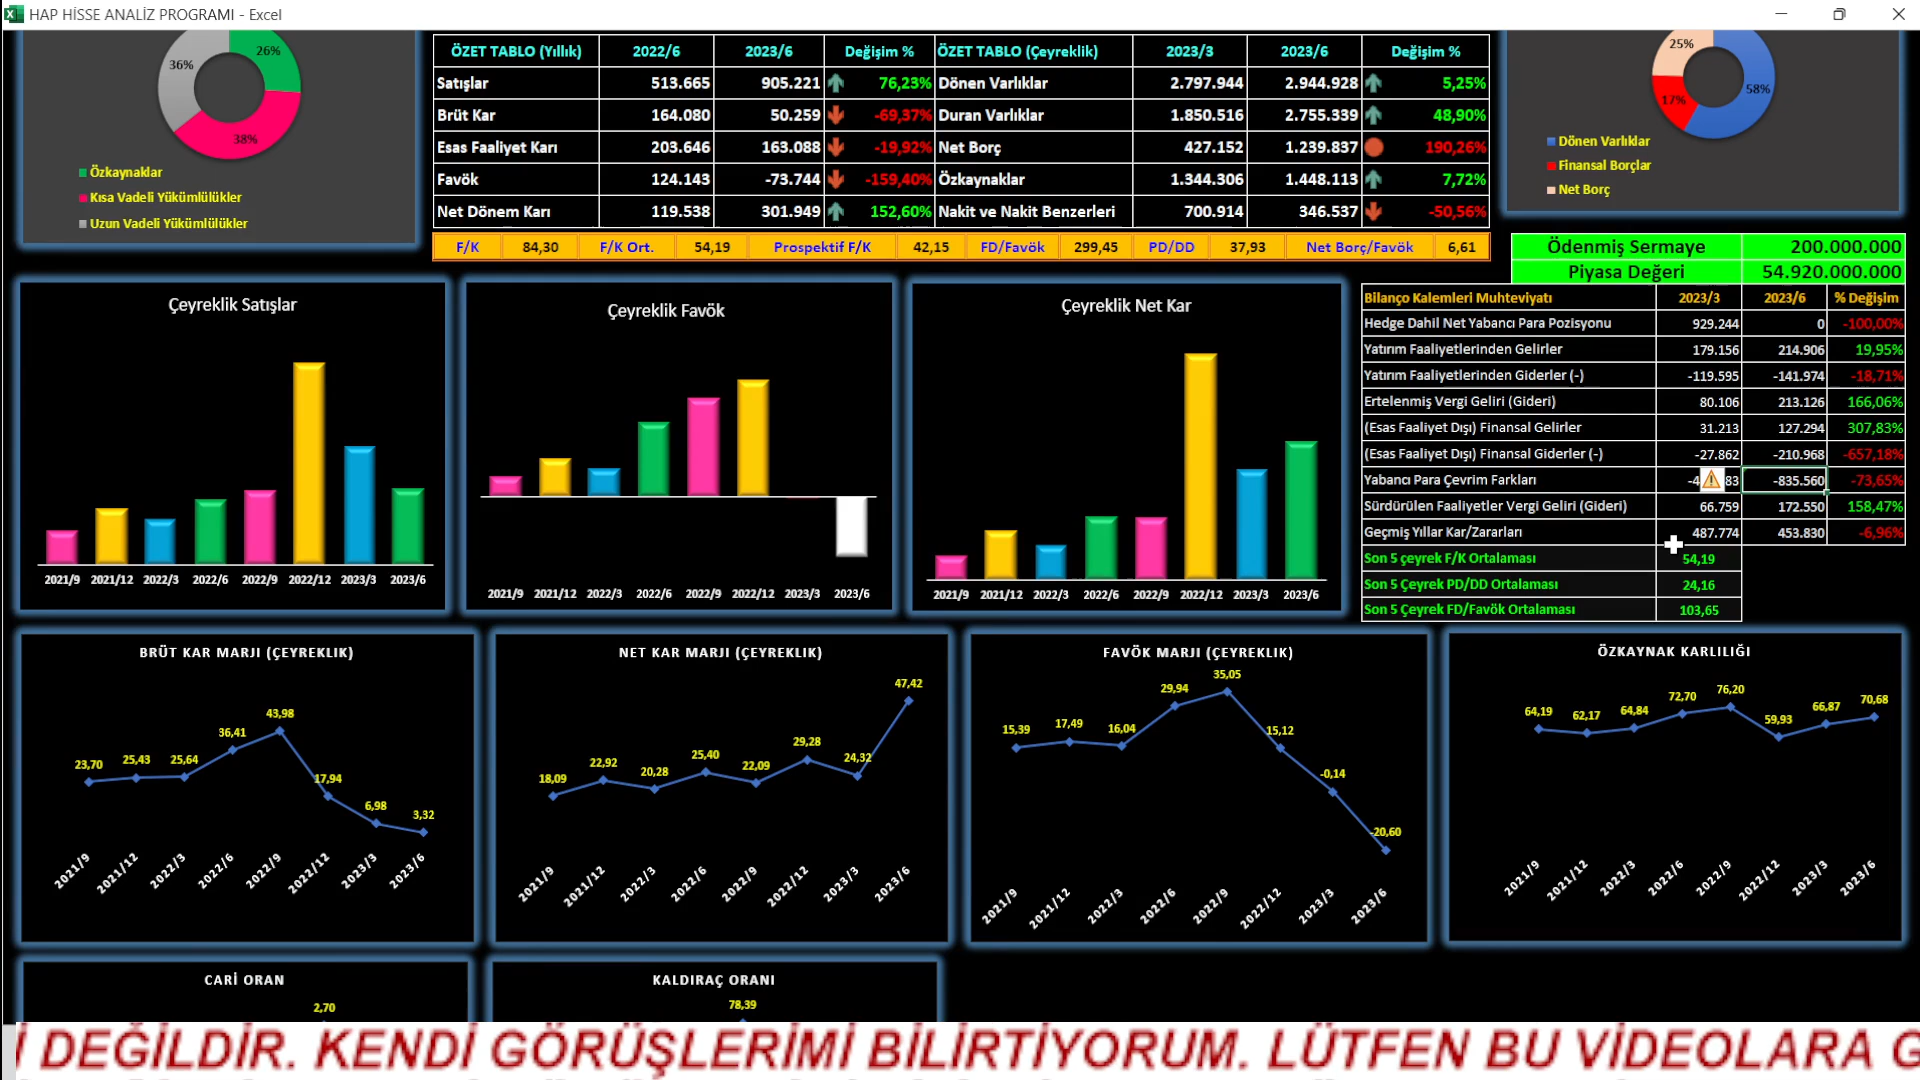 HAP HİSSE ANALİZ PROGRAMI - Excel
26%
36%
38%
Özkaynaklar
Kısa Vadeli Yükümlülükler
Uzun Vadeli Yükümlülükler
ÖZET TABLO (Yıllık) 2022/6 2023/6 Değişim % ÖZET TABLO (Çeyreklik) 2023/3 2023/6 Değişim %
Satışlar 513.665 905.221 76,23% Dönen Varlıklar 2.797.944 2.944.928 5,25%
Brüt Kar 164.080 50.259 -69,37% Duran Varlıklar 1.850.516 2.755.339 48,90%
Esas Faaliyet Karı 203.646 163.088 -19,92% Net Borç 427.152 1.239.837 190,26%
Favök 124.143 -73.744 -159,40% Özkaynaklar 1.344.306 1.448.113 7,72%
Net Dönem Karı 119.538 301.949 152,60% Nakit ve Nakit Benzerleri 700.914 346.537 -50,56%
F/K 84,30 F/K Ort. 54,19 Prospektif F/K 42,15 FD/Favök 299,45 PD/DD 37,93 Net Borç/Favök 6,61
25%
58%
17%
Dönen Varlıklar
Finansal Borçlar
Net Borç
Ödenmiş Sermaye 200.000.000
Piyasa Değeri 54.920.000.000
Çeyreklik Satışlar
2021/9 2021/12 2022/3 2022/6 2022/9 2022/12 2023/3 2023/6
Çeyreklik Favök
2021/9 2021/12 2022/3 2022/6 2022/9 2022/12 2023/3 2023/6
Çeyreklik Net Kar
2021/9 2021/12 2022/3 2022/6 2022/9 2022/12 2023/3 2023/6
Bilanço Kalemleri Muhteviyatı 2023/3 2023/6 % Değişim
Hedge Dahil Net Yabancı Para Pozisyonu 929.244 0 -100,00%
Yatırım Faaliyetlerinden Gelirler 179.156 214.906 19,95%
Yatırım Faaliyetlerinden Giderler (-) -119.595 -141.974 -18,71%
Ertelenmiş Vergi Geliri (Gideri) 80.106 213.126 166,06%
(Esas Faaliyet Dışı) Finansal Gelirler 31.213 127.294 307,83%
(Esas Faaliyet Dışı) Finansal Giderler (-) -27.862 -210.968 -657,18%
Yabancı Para Çevrim Farkları -4 83 -835.560 -73,65%
Sürdürülen Faaliyetler Vergi Geliri (Gideri) 66.759 172.550 158,47%
Geçmiş Yıllar Kar/Zararları 487.774 453.830 -6,96%
Son 5 çeyrek F/K Ortalaması 54,19
Son 5 Çeyrek PD/DD Ortalaması 24,16
Son 5 Çeyrek FD/Favök Ortalaması 103,65
BRÜT KAR MARJI (ÇEYREKLIK)
23,70 25,43 25,64 36,41 43,98 17,94 6,98 3,32
2021/9 2021/12 2022/3 2022/6 2022/9 2022/12 2023/3 2023/6
NET KAR MARJI (ÇEYREKLIK)
18,09 22,92 20,28 25,40 22,09 29,28 24,32 47,42
2021/9 2021/12 2022/3 2022/6 2022/9 2022/12 2023/3 2023/6
FAVÖK MARJI (ÇEYREKLIK)
15,39 17,49 16,04 29,94 35,05 15,12 -0,14 -20,60
2021/9 2021/12 2022/3 2022/6 2022/9 2022/12 2023/3 2023/6
ÖZKAYNAK KARLILIĞI
64,19 62,17 64,84 72,70 76,20 59,93 66,87 70,68
2021/9 2021/12 2022/3 2022/6 2022/9 2022/12 2023/3 2023/6
CARİ ORAN
2,70
KALDIRAÇ ORANI
78,39
İ DEĞİLDİR. KENDİ GÖRÜŞLERİMİ BİLİRTİYORUM. LÜTFEN BU VİDEOLARA G